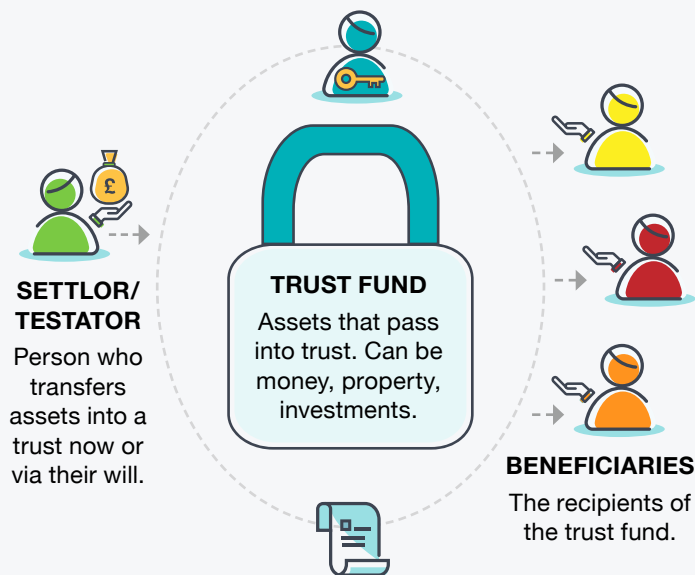 £
SETTLOR/
TESTATOR
Person who
transfers
assets into a
trust now or
via their will.
TRUST FUND
Assets that pass
into trust. Can be
money, property,
investments.
BENEFICIARIES
The recipients of
the trust fund.